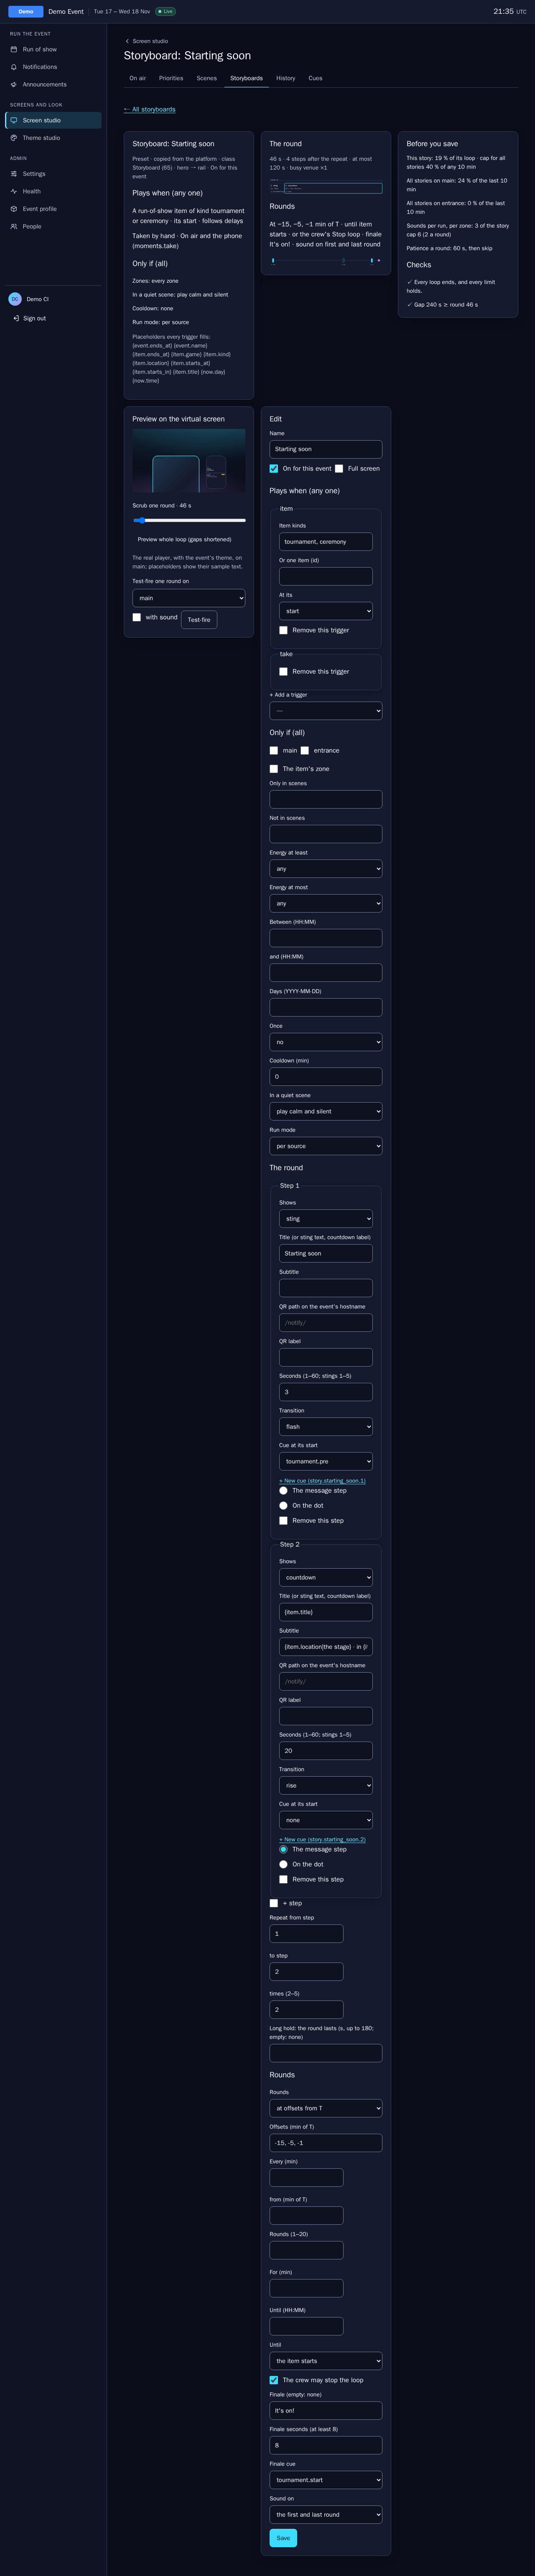 Demo
Demo Event
Tue 17 – Wed 18 Nov
Live
21:35 UTC
RUN THE EVENT
Run of show
Notifications
Announcements
SCREENS AND LOOK
Screen studio
Theme studio
ADMIN
Settings
Health
Event profile
People
DC
Demo CI
Sign out
Screen studio
Storyboard: Starting soon
On air
Priorities
Scenes
Storyboards
History
Cues
← All storyboards
Storyboard: Starting soon
Preset · copied from the platform · class
Storyboard (65) · hero → rail · On for this
event
Plays when (any one)
A run-of-show item of kind tournament
or ceremony · its start · follows delays
Taken by hand · On air and the phone
(moments.take)
Only if (all)
Zones: every zone
In a quiet scene: play calm and silent
Cooldown: none
Run mode: per source
Placeholders every trigger fills:
{event.ends_at} {event.name}
{item.ends_at} {item.game} {item.kind}
{item.location} {item.starts_at}
{item.starts_in} {item.title} {now.day}
{now.time}
The round
46 s · 4 steps after the repeat · at most
120 s · busy venue ×1
Rounds
At −15, −5, −1 min of T · until item
starts · or the crew's Stop loop · finale
It's on! · sound on first and last round
Before you save
This story: 19 % of its loop · cap for all
stories 40 % of any 10 min
All stories on main: 24 % of the last 10
min
All stories on entrance: 0 % of the last
10 min
Sounds per run, per zone: 3 of the story
cap 6 (2 a round)
Patience a round: 60 s, then skip
Checks
✓ Every loop ends, and every limit
holds.
✓ Gap 240 s ≥ round 46 s
Preview on the virtual screen
Scrub one round · 46 s
Preview whole loop (gaps shortened)
The real player, with the event's theme, on
main; placeholders show their sample text.
Test-fire one round on
main
with sound
Test-fire
Edit
Name
Starting soon
On for this event
Full screen
Plays when (any one)
item
Item kinds
tournament, ceremony
Or one item (id)
At its
start
Remove this trigger
take
Remove this trigger
+ Add a trigger
—
Only if (all)
main
entrance
The item's zone
Only in scenes
Not in scenes
Energy at least
any
Energy at most
any
Between (HH:MM)
and (HH:MM)
Days (YYYY-MM-DD)
Once
no
Cooldown (min)
0
In a quiet scene
play calm and silent
Run mode
per source
The round
Step 1
Shows
sting
Title (or sting text, countdown label)
Starting soon
Subtitle
QR path on the event's hostname
/notify/
QR label
Seconds (1–60; stings 1–5)
3
Transition
flash
Cue at its start
tournament.pre
+ New cue (story.starting_soon.1)
The message step
On the dot
Remove this step
Step 2
Shows
countdown
Title (or sting text, countdown label)
{item.title}
Subtitle
{item.location|the stage} · in {i
QR path on the event's hostname
/notify/
QR label
Seconds (1–60; stings 1–5)
20
Transition
rise
Cue at its start
none
+ New cue (story.starting_soon.2)
The message step
On the dot
Remove this step
+ step
Repeat from step
1
to step
2
times (2–5)
2
Long hold: the round lasts (s, up to 180;
empty: none)
Rounds
Rounds
at offsets from T
Offsets (min of T)
-15, -5, -1
Every (min)
from (min of T)
Rounds (1–20)
For (min)
Until (HH:MM)
Until
the item starts
The crew may stop the loop
Finale (empty: none)
It's on!
Finale seconds (at least 8)
8
Finale cue
tournament.start
Sound on
the first and last round
Save